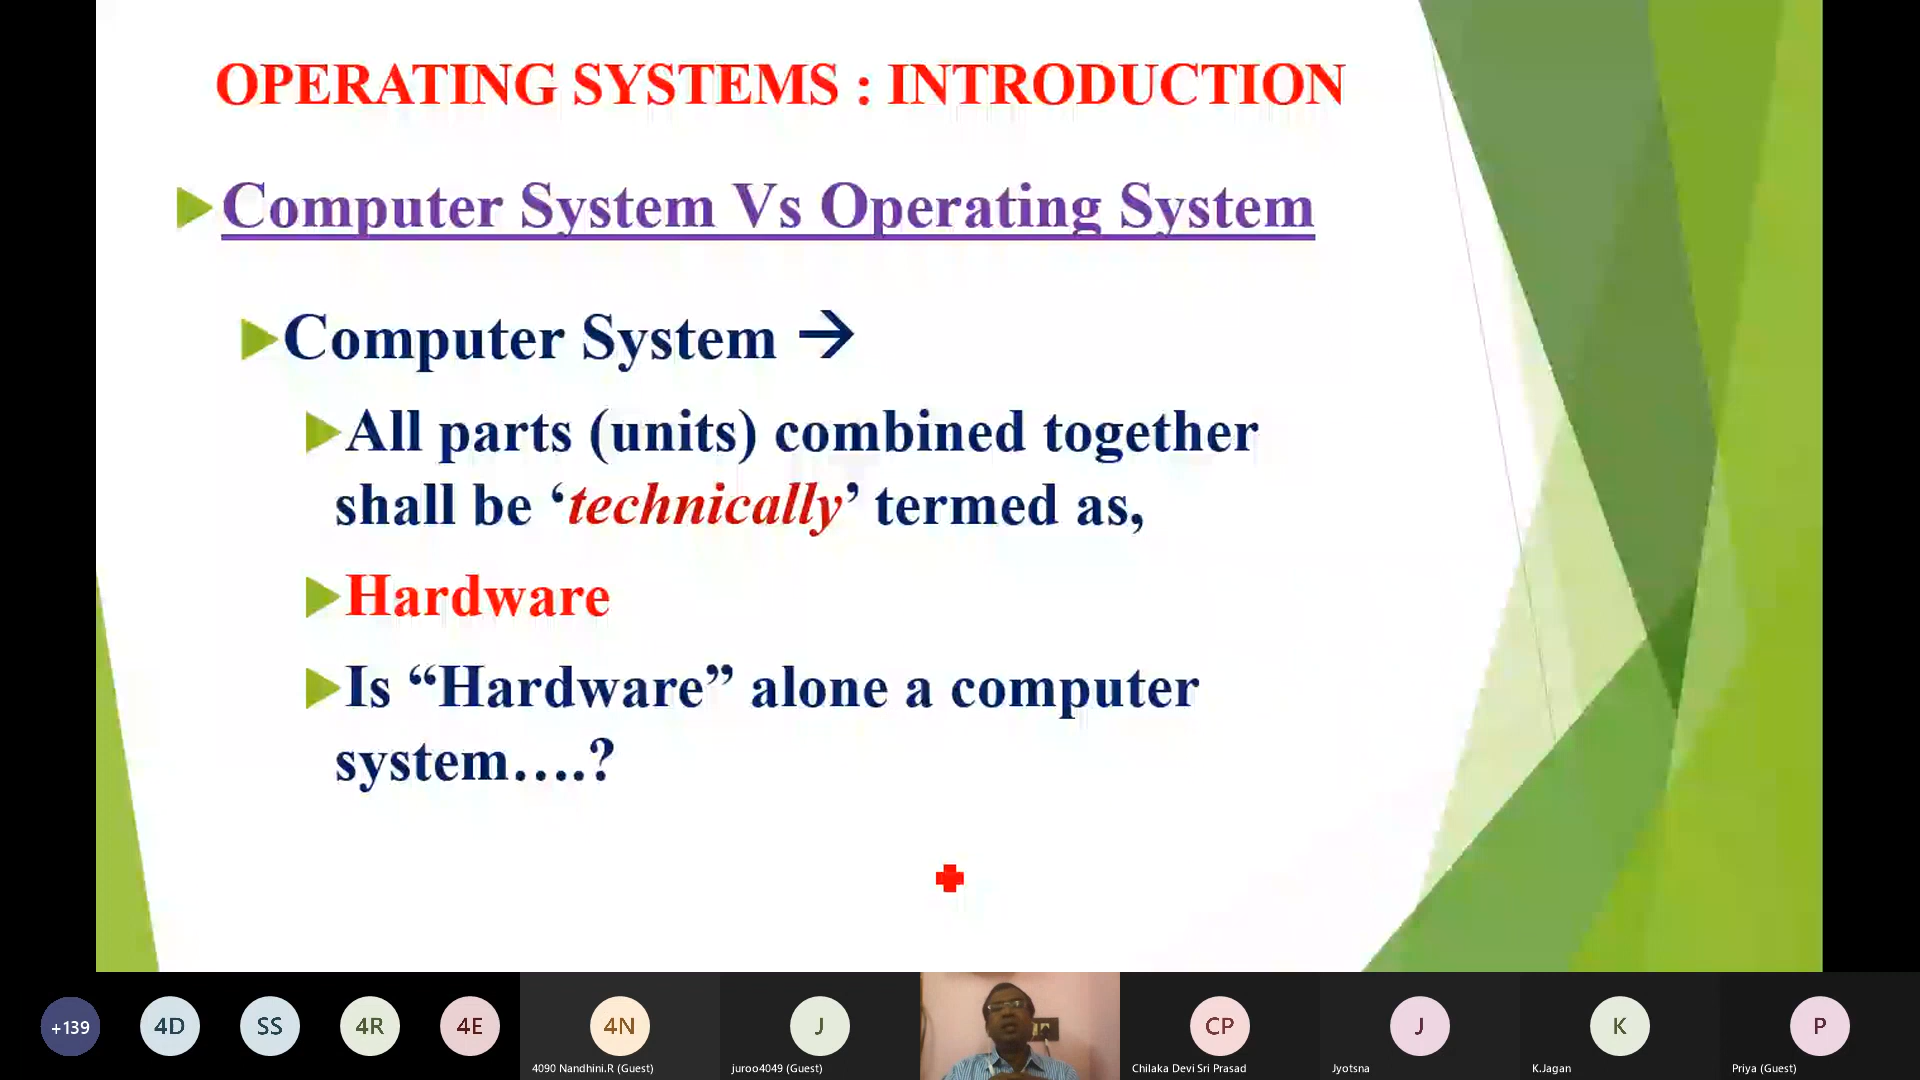 OPERATING SYSTEMS : INTRODUCTION
Computer System Vs Operating System
Computer System →
All parts (units) combined together
shall be ‘technically’ termed as,
Hardware
Is “Hardware” alone a computer
system….?
+139
4D
SS
4R
4E
4N
J
CP
J
K
P
4090 Nandhini.R (Guest)
juroo4049 (Guest)
Chilaka Devi Sri Prasad
Jyotsna
K.Jagan
Priya (Guest)